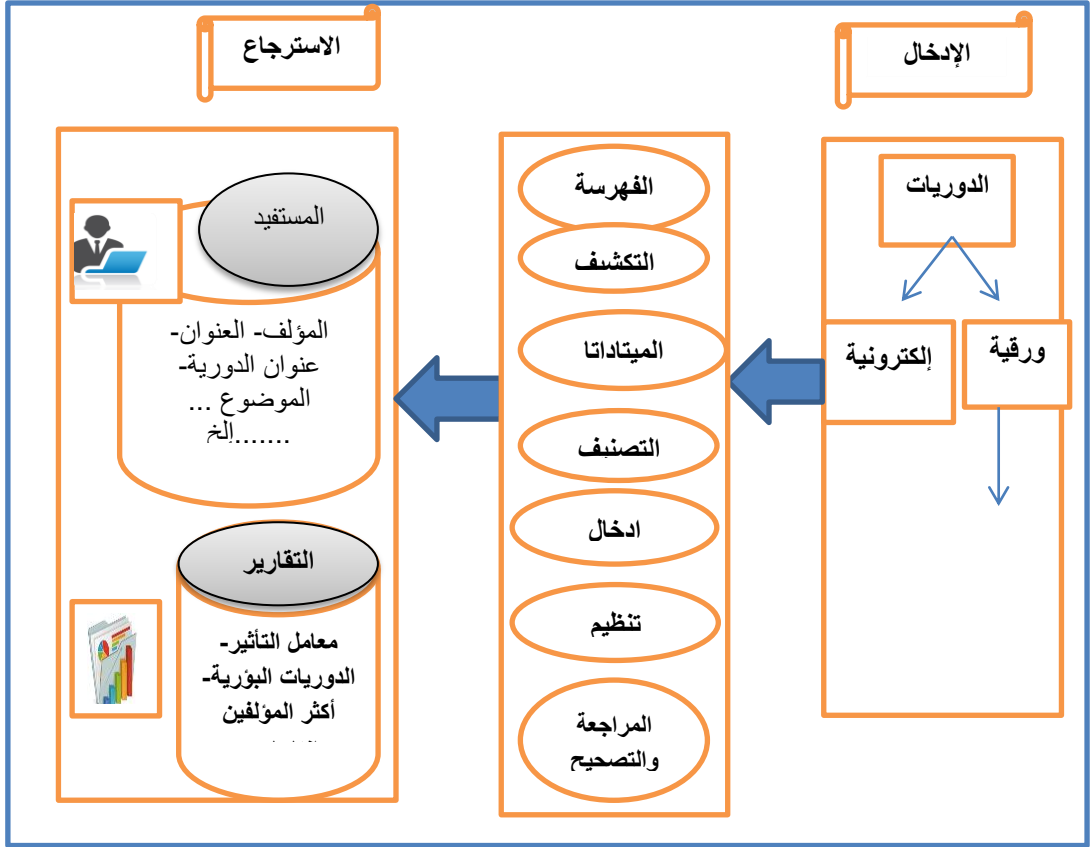 الإدخال
الاسترجاع
الدوريات
ورقية
إلكترونية
الفهرسة
التكشيف
الميتاداتا
التصنيف
ادخال
تنظيم
المراجعة
والتصحيح
المستفيد
المؤلف- العنوان-
عنوان الدورية-
الموضوع ...
.......إلخ
التقارير
معامل التأثير-
الدوريات البؤرية-
أكثر المؤلفين